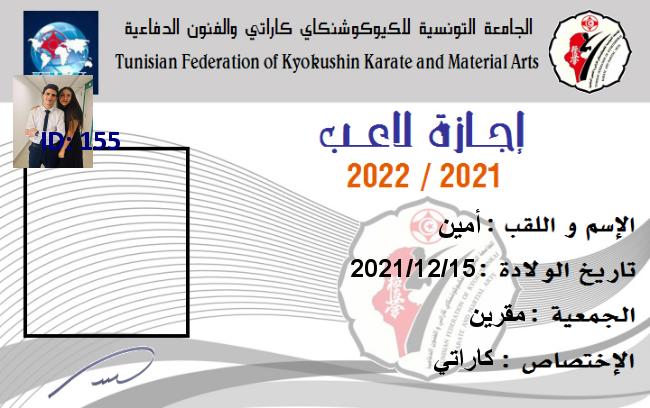 الجامعة التونسية للكيوكوشنكاي كاراتي والفنون الدفاعية
Tunisian Federation of Kyokushin Karate and Material Arts
ID: 155
إجازة لاعب
2022 / 2021
الإسم و اللقب : أمين
تاريخ الولادة : 2021/12/15
الجمعية : مقرين
الإختصاص : كاراتي